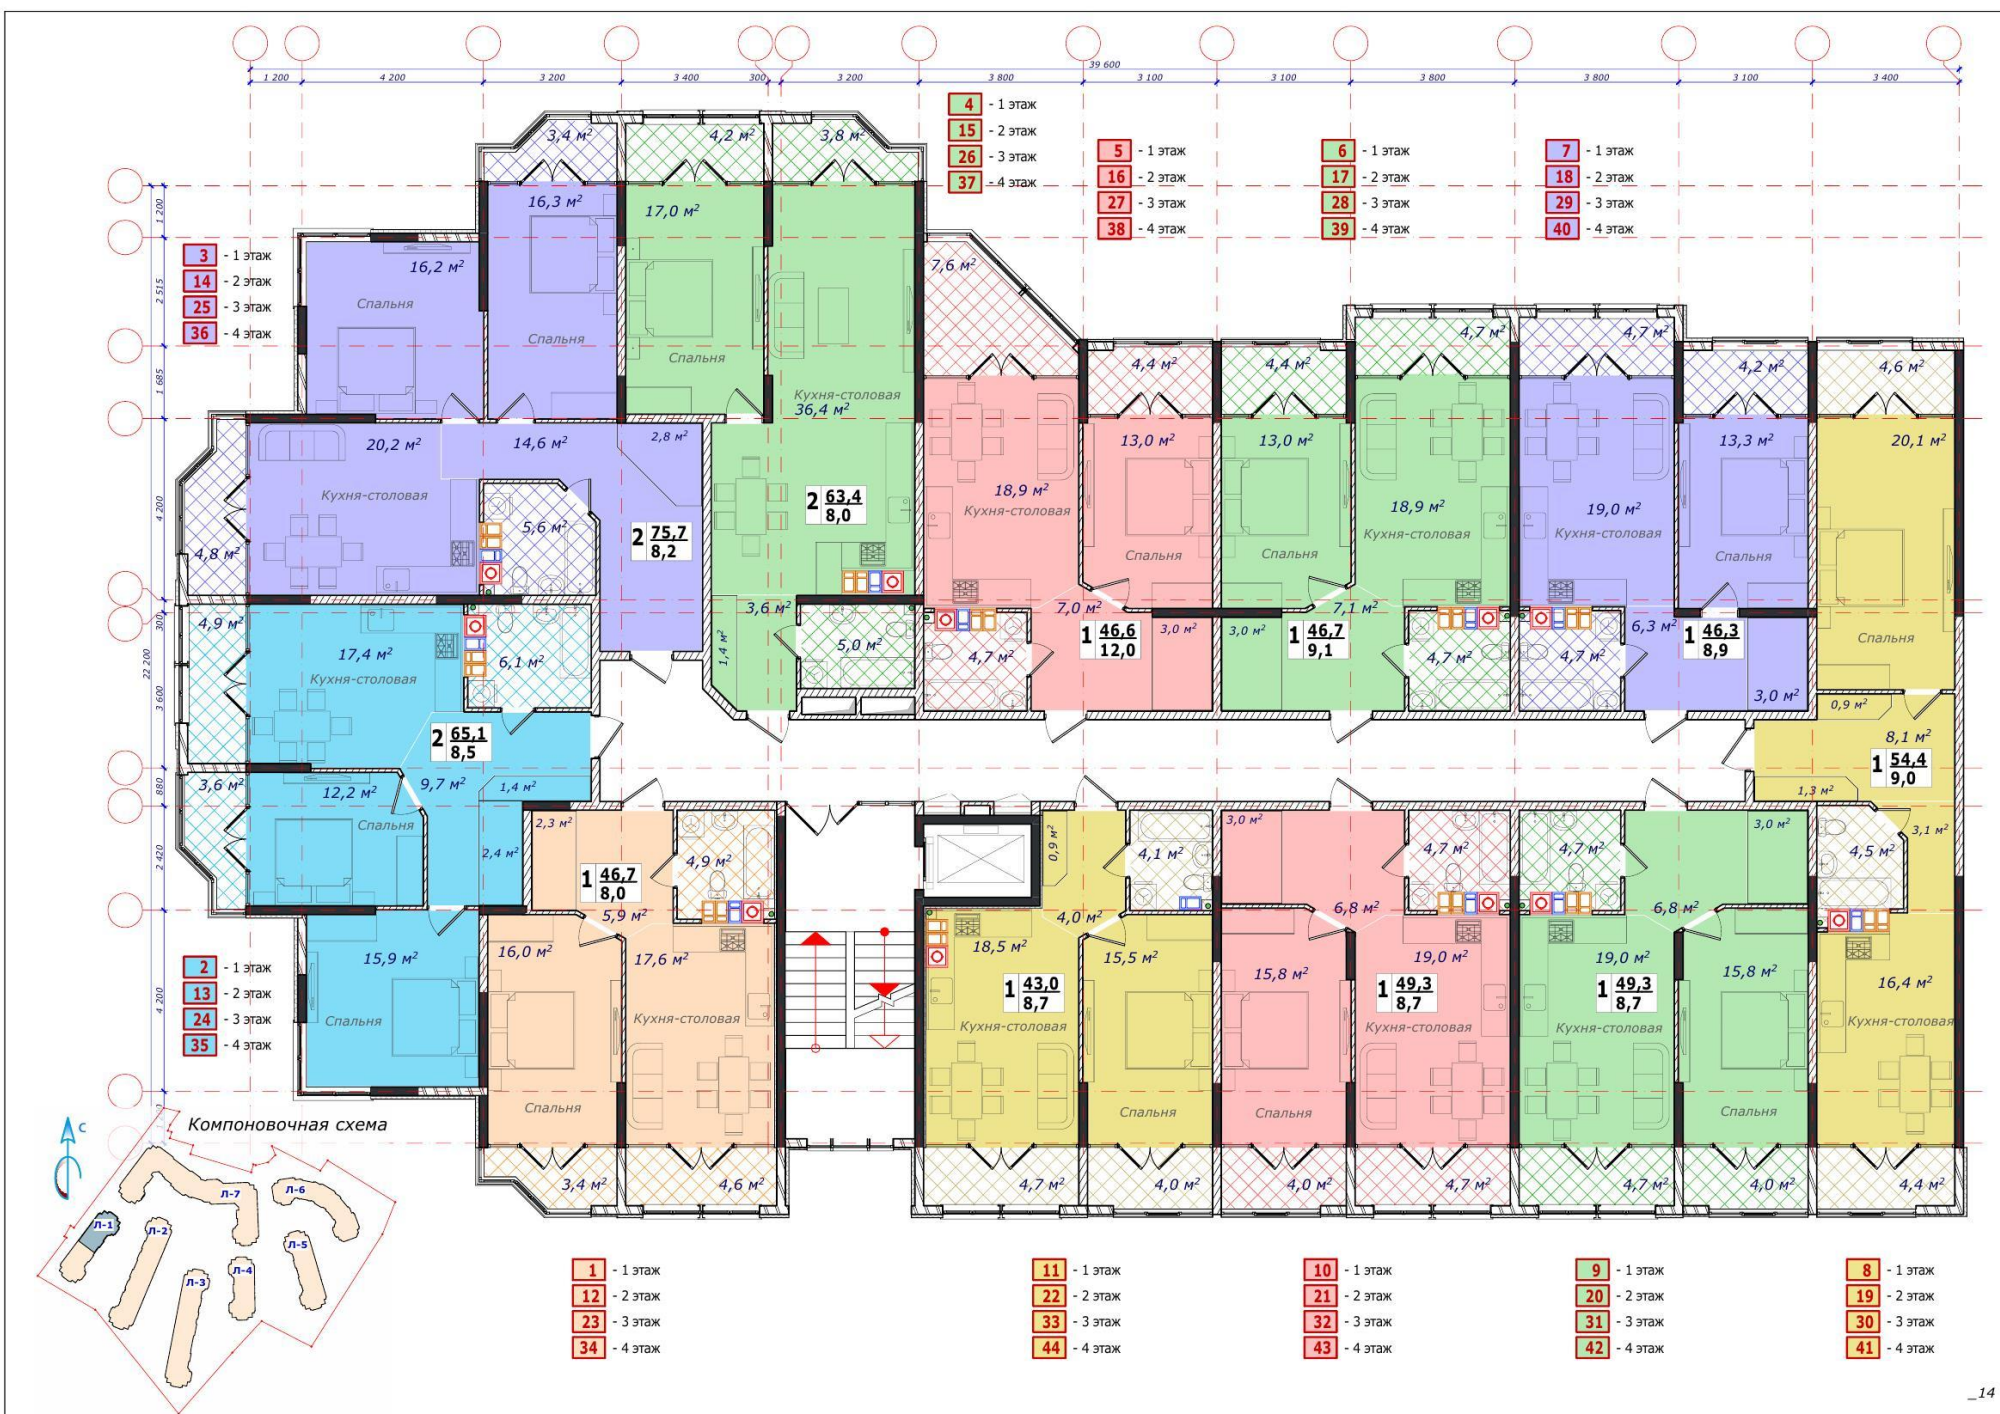 39 600
1 200
4 200
3 200
3 400
300
3 200
3 800
3 100
3 100
3 800
3 800
3 100
3 400
4 - 1 этаж
15 - 2 этаж
26 - 3 этаж
37 - 4 этаж
5 - 1 этаж
16 - 2 этаж
27 - 3 этаж
38 - 4 этаж
6 - 1 этаж
17 - 2 этаж
28 - 3 этаж
39 - 4 этаж
7 - 1 этаж
18 - 2 этаж
29 - 3 этаж
40 - 4 этаж
3 - 1 этаж
14 - 2 этаж
25 - 3 этаж
36 - 4 этаж
1 200
2 515
1 685
4 200
300
22 200
3 600
880
2 420
4 200
3,4 м²
4,2 м²
3,8 м²
16,3 м²
17,0 м²
16,2 м²
Спальня
Спальня
Спальня
Кухня-столовая
36,4 м²
7,6 м²
4,4 м²
4,4 м²
4,7 м²
4,7 м²
4,2 м²
4,6 м²
20,2 м²
14,6 м²
2,8 м²
Кухня-столовая
5,6 м²
4,8 м²
2 75,7
8,2
2 63,4
8,0
18,9 м²
Кухня-столовая
13,0 м²
Спальня
13,0 м²
Спальня
18,9 м²
Кухня-столовая
19,0 м²
Кухня-столовая
13,3 м²
Спальня
20,1 м²
Спальня
4,9 м²
17,4 м²
Кухня-столовая
6,1 м²
3,6 м²
1,4 м²
5,0 м²
4,7 м²
7,0 м²
1 46,6
12,0
3,0 м²
3,0 м²
7,1 м²
1 46,7
9,1
4,7 м²
4,7 м²
6,3 м²
1 46,3
8,9
3,0 м²
0,9 м²
8,1 м²
1 54,4
9,0
1,3 м²
3,1 м²
4,5 м²
2 65,1
8,5
9,7 м²
1,4 м²
3,6 м²
12,2 м²
Спальня
2,4 м²
2,3 м²
4,9 м²
1 46,7
8,0
5,9 м²
0,9 м²
4,1 м²
4,0 м²
3,0 м²
6,8 м²
4,7 м²
4,7 м²
6,8 м²
3,0 м²
15,9 м²
Спальня
16,0 м²
Спальня
17,6 м²
Кухня-столовая
18,5 м²
1 43,0
8,7
Кухня-столовая
15,5 м²
Спальня
15,8 м²
Спальня
19,0 м²
1 49,3
8,7
Кухня-столовая
19,0 м²
1 49,3
8,7
Кухня-столовая
15,8 м²
Спальня
16,4 м²
Кухня-столовая
3,4 м²
4,6 м²
4,7 м²
4,0 м²
4,0 м²
4,7 м²
4,7 м²
4,0 м²
4,4 м²
2 - 1 этаж
13 - 2 этаж
24 - 3 этаж
35 - 4 этаж
Компоновочная схема
С
Л-7
Л-6
Л-1
Л-2
Л-5
Л-3
Л-4
1 - 1 этаж
12 - 2 этаж
23 - 3 этаж
34 - 4 этаж
11 - 1 этаж
22 - 2 этаж
33 - 3 этаж
44 - 4 этаж
10 - 1 этаж
21 - 2 этаж
32 - 3 этаж
43 - 4 этаж
9 - 1 этаж
20 - 2 этаж
31 - 3 этаж
42 - 4 этаж
8 - 1 этаж
19 - 2 этаж
30 - 3 этаж
41 - 4 этаж
_14